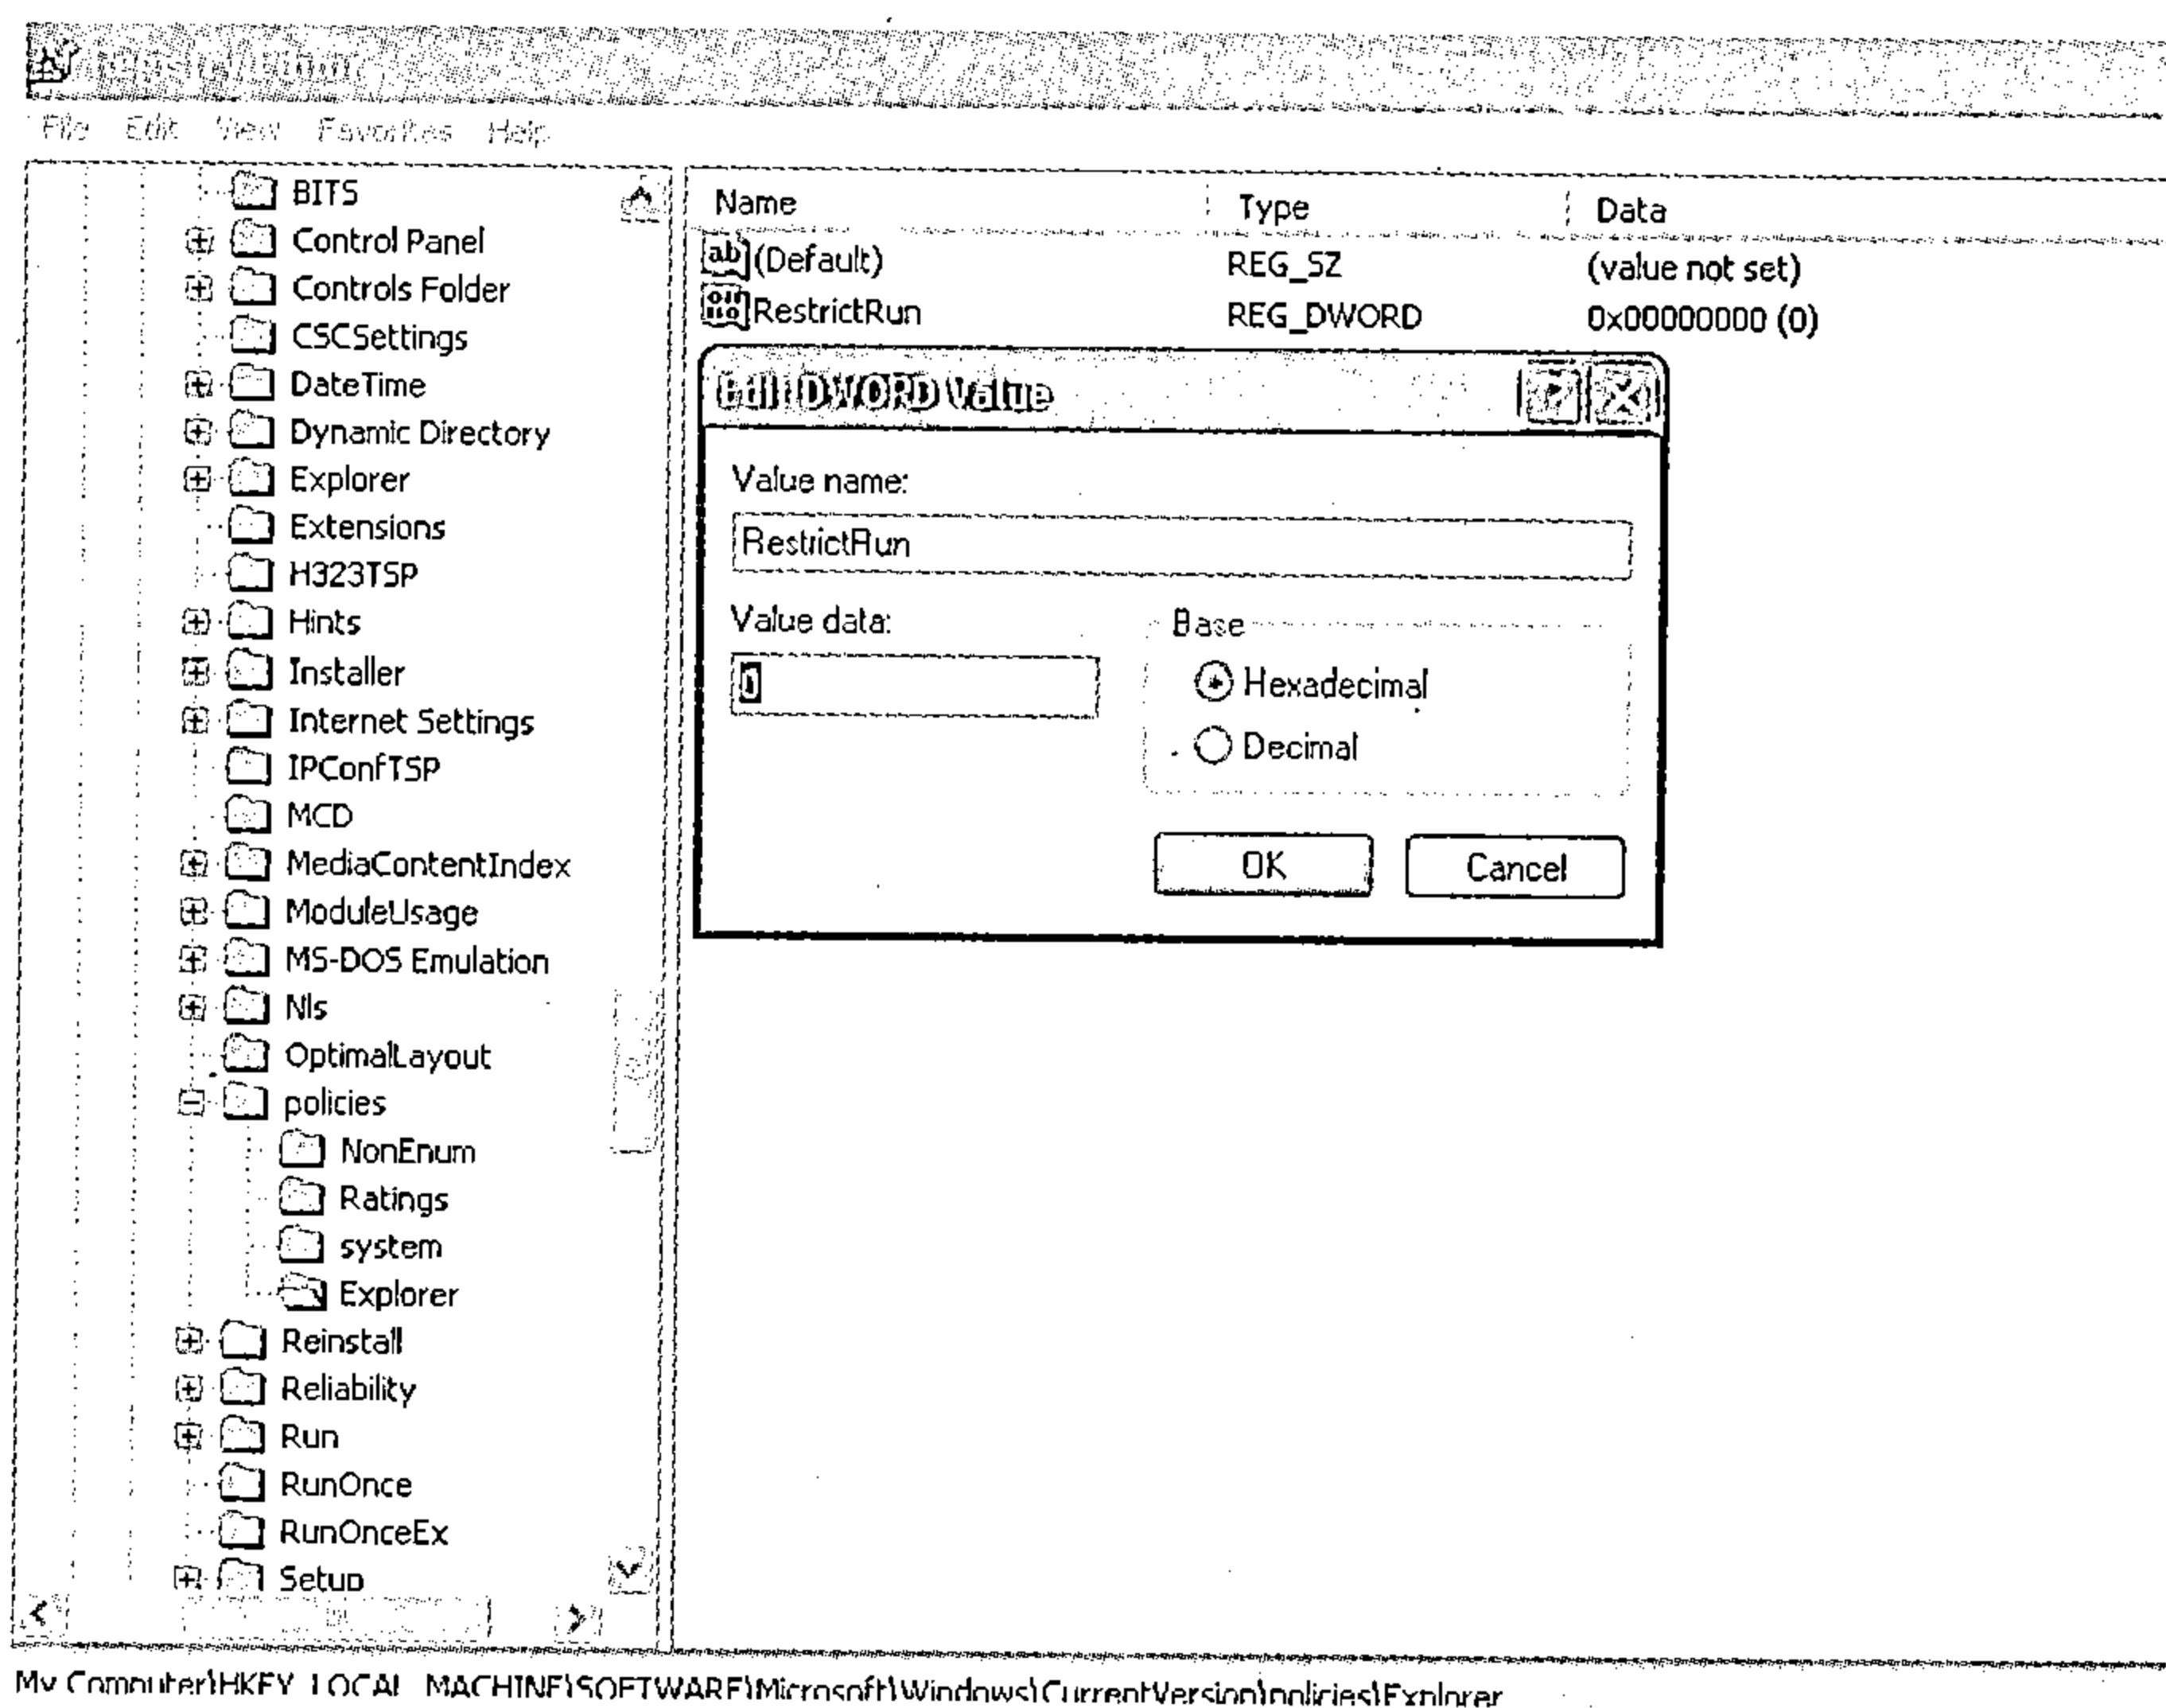 Registry Editor
File Edit View Favorites Help
BITS
Control Panel
Controls Folder
CSCSettings
DateTime
Dynamic Directory
Explorer
Extensions
H323TSP
Hints
Installer
Internet Settings
IPConfTSP
MCD
MediaContentIndex
ModuleUsage
MS-DOS Emulation
Nls
OptimalLayout
policies
NonEnum
Ratings
system
Explorer
Reinstall
Reliability
Run
RunOnce
RunOnceEx
Setup
Name Type Data
ab (Default) REG_SZ (value not set)
RestrictRun REG_DWORD 0x00000000 (0)
Edit DWORD Value
Value name:
RestrictRun
Value data:
Base
Hexadecimal
Decimal
OK Cancel
My Computer\HKEY_LOCAL_MACHINE\SOFTWARE\Microsoft\Windows\CurrentVersion\policies\Explorer